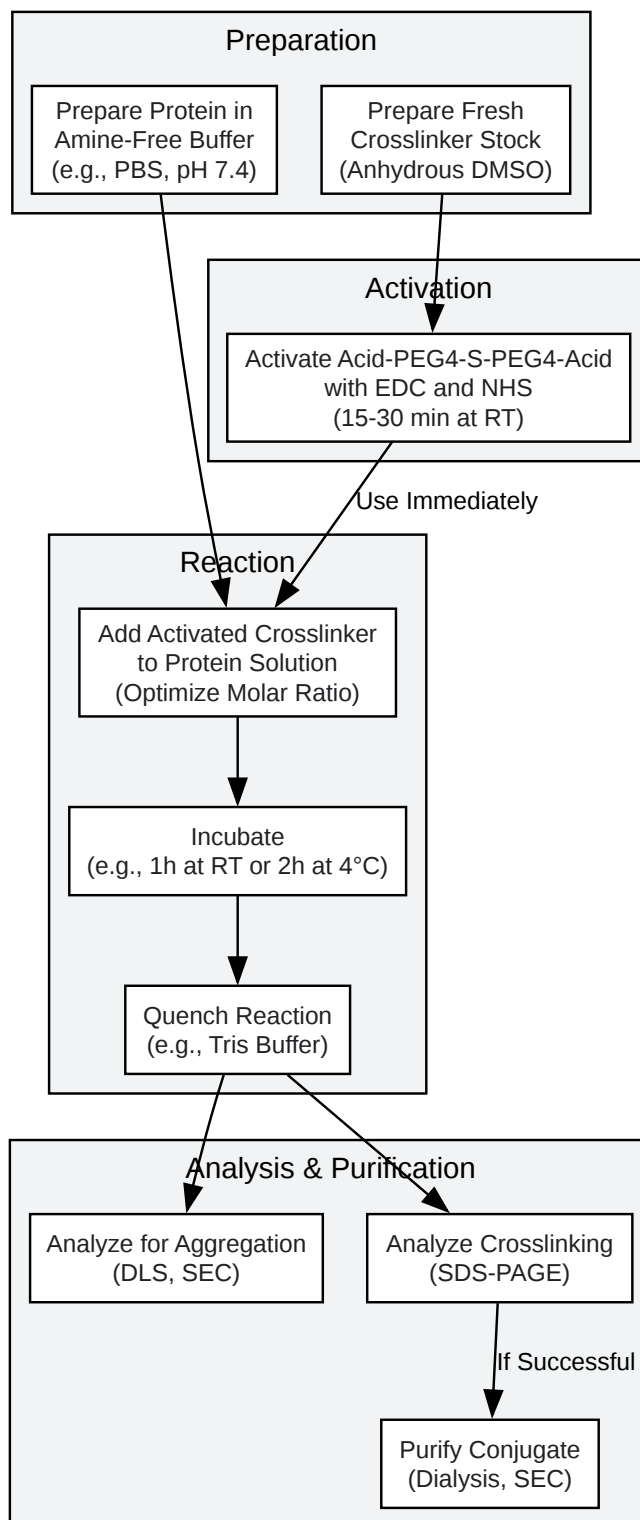 Preparation
Prepare Protein in
Amine-Free Buffer
(e.g., PBS, pH 7.4)
Prepare Fresh
Crosslinker Stock
(Anhydrous DMSO)
Activation
Activate Acid-PEG4-S-PEG4-Acid
with EDC and NHS
(15-30 min at RT)
Use Immediately
Reaction
Add Activated Crosslinker
to Protein Solution
(Optimize Molar Ratio)
Incubate
(e.g., 1h at RT or 2h at 4°C)
Quench Reaction
(e.g., Tris Buffer)
Analysis & Purification
Analyze for Aggregation
(DLS, SEC)
Analyze Crosslinking
(SDS-PAGE)
If Successful
Purify Conjugate
(Dialysis, SEC)